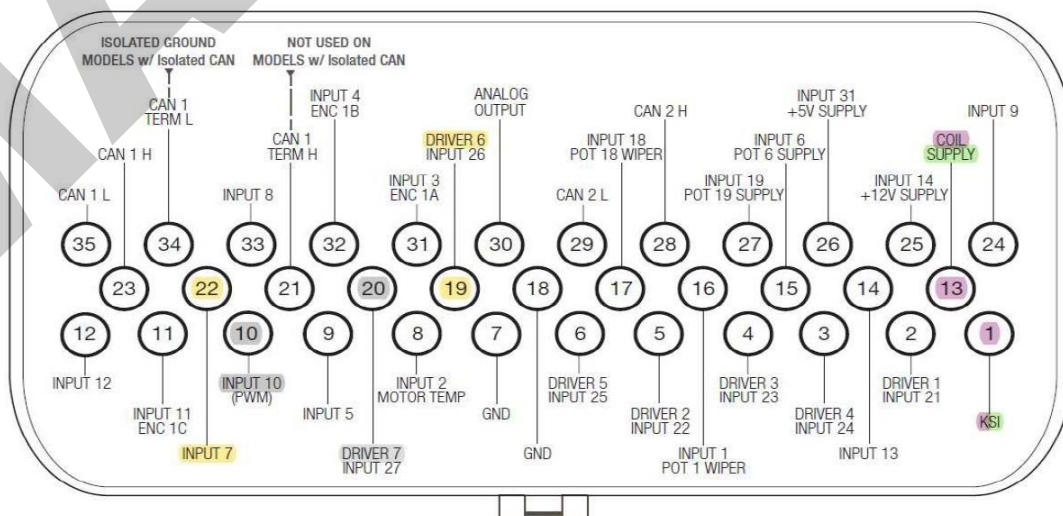 ISOLATED GROUND
MODELS w/ Isolated CAN
NOT USED ON
MODELS w/ Isolated CAN
CAN 1
TERM L
CAN 1 H
CAN 1 L
INPUT 8
CAN 1
TERM H
INPUT 4
ENC 1B
INPUT 3
ENC 1A
DRIVER 6
INPUT 26
ANALOG
OUTPUT
CAN 2 L
INPUT 18
POT 18 WIPER
CAN 2 H
INPUT 19
POT 19 SUPPLY
INPUT 6
POT 6 SUPPLY
INPUT 31
+5V SUPPLY
INPUT 14
+12V SUPPLY
COIL
SUPPLY
INPUT 9
35 34 33 32 31 30 29 28 27 26 25 24
23 22 21 20 19 18 17 16 15 14 13
12 11 10 9 8 7 6 5 4 3 2 1
INPUT 12
INPUT 11
ENC 1C
INPUT 7
INPUT 10
(PWM)
INPUT 5
DRIVER 7
INPUT 27
INPUT 2
MOTOR TEMP
GND
GND
DRIVER 5
INPUT 25
DRIVER 2
INPUT 22
INPUT 1
POT 1 WIPER
DRIVER 3
INPUT 23
DRIVER 4
INPUT 24
INPUT 13
DRIVER 1
INPUT 21
KSI